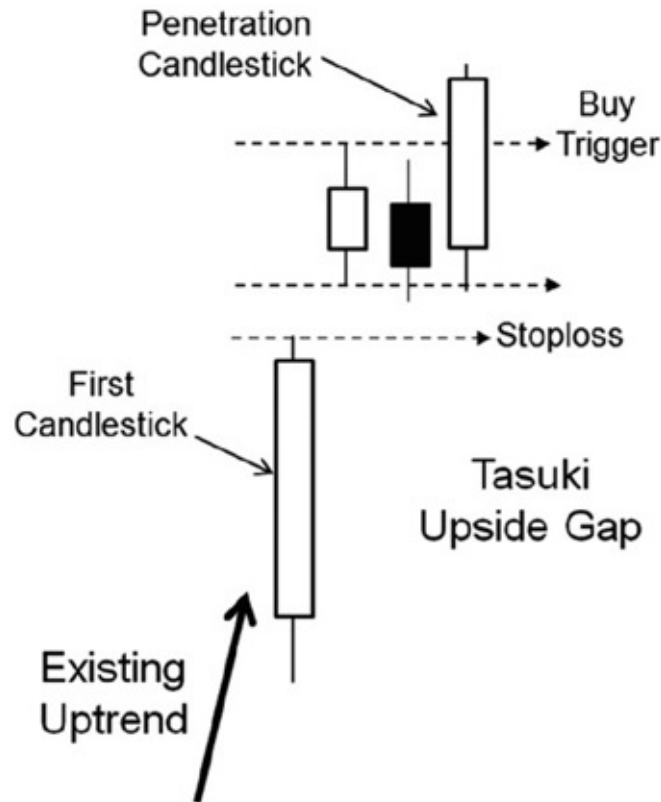 Penetration
Candlestick
Buy
Trigger
Stoploss
First
Candlestick
Tasuki
Upside Gap
Existing
Uptrend